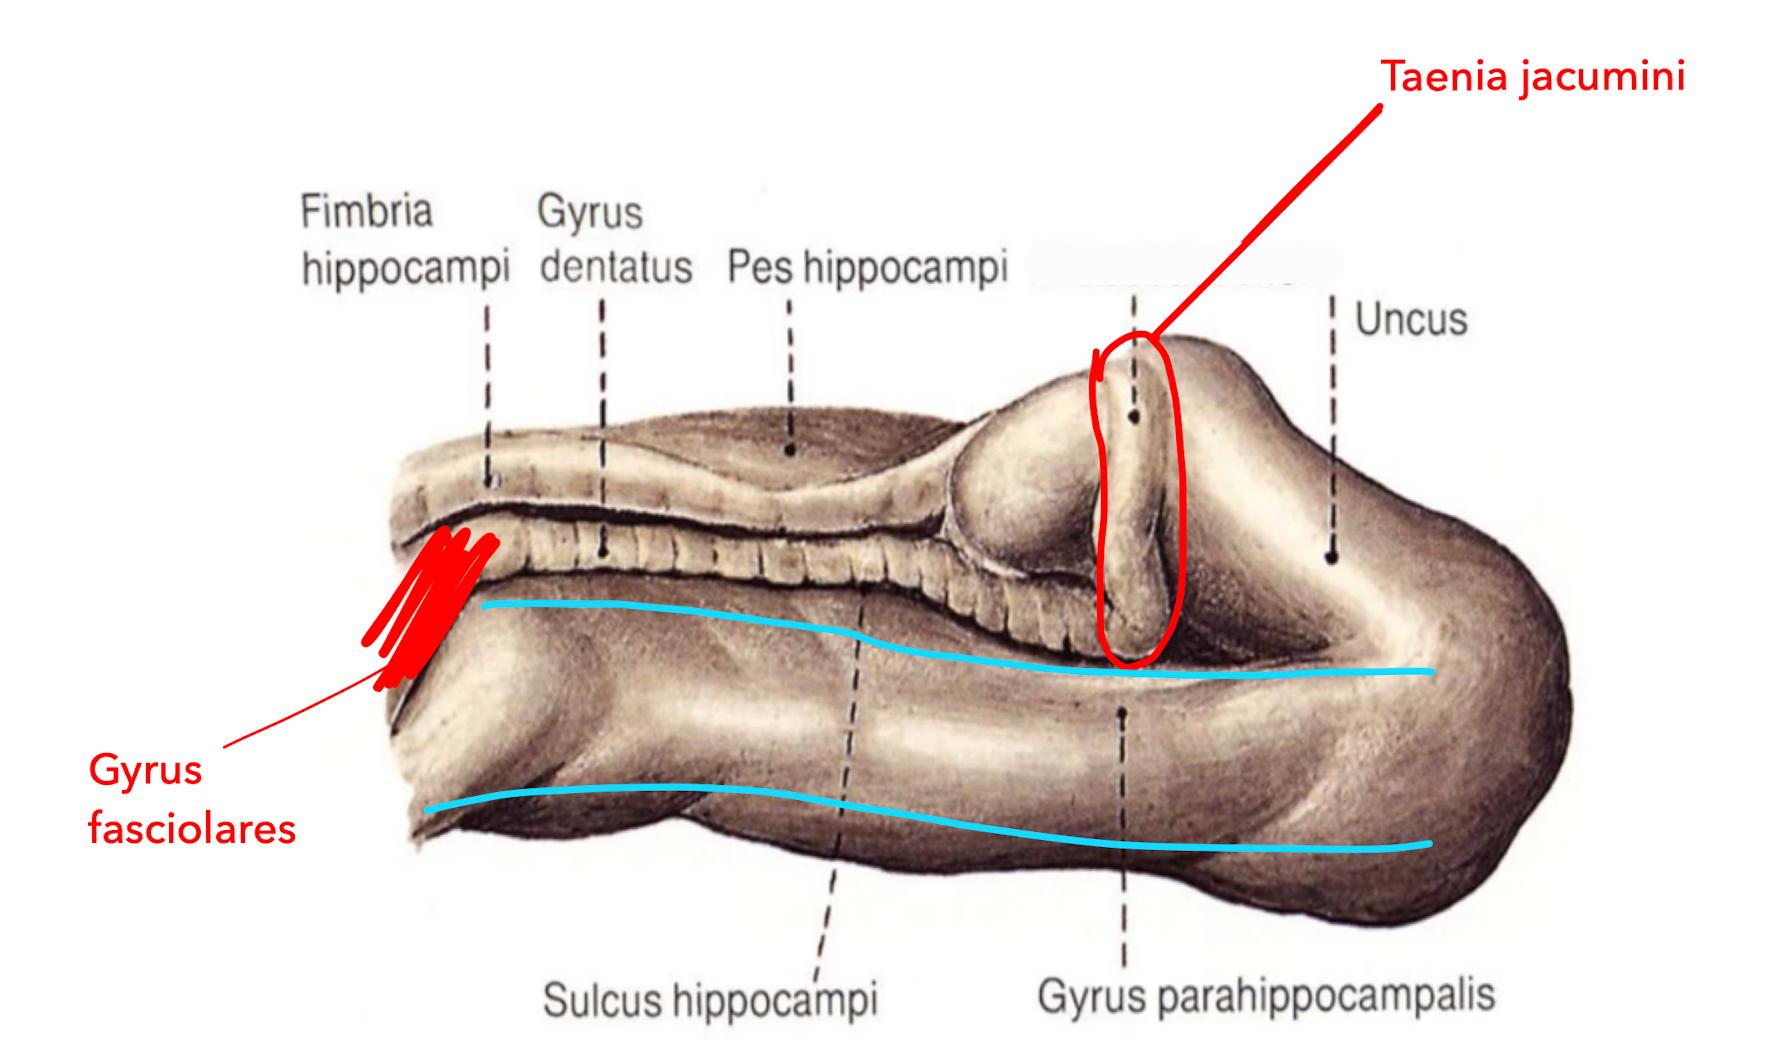 Taenia jacumini
Fimbria
hippocampi
Gyrus
dentatus
Pes hippocampi
Uncus
Gyrus
fasciolares
Sulcus hippocampi
Gyrus parahippocampalis